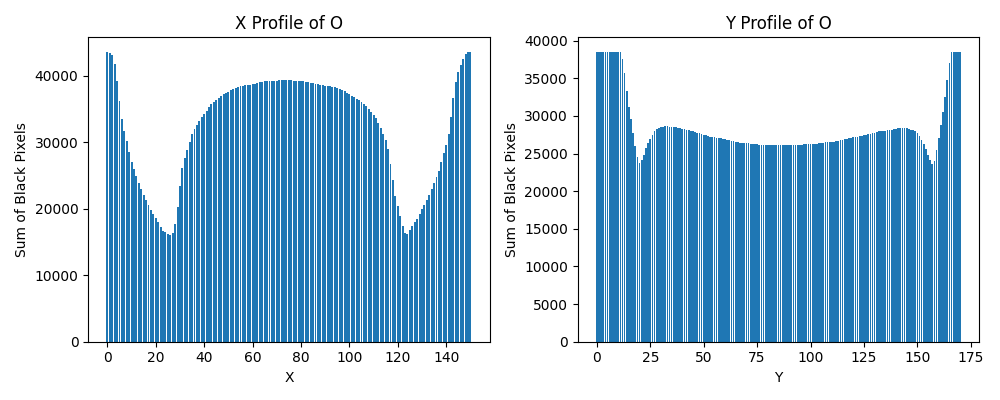 X Profile of O
Sum of Black Pixels
40000
30000
20000
10000
0
0 20 40 60 80 100 120 140
X
Y Profile of O
Sum of Black Pixels
40000
35000
30000
25000
20000
15000
10000
5000
0
0 25 50 75 100 125 150 175
Y